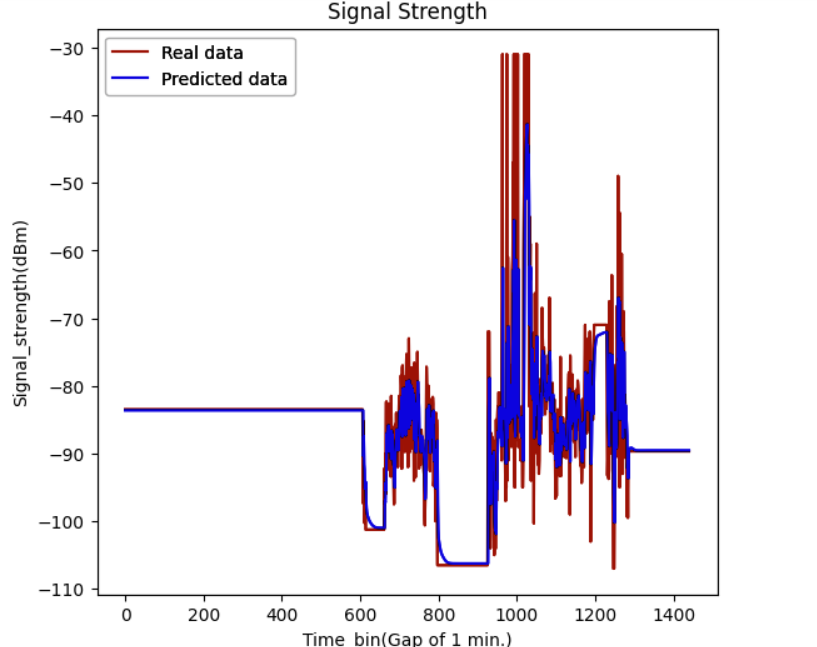 Signal Strength
Real data
Predicted data
Signal_strength(dBm)
−30
−40
−50
−60
−70
−80
−90
−100
−110
0 200 400 600 800 1000 1200 1400
Time_bin(Gap of 1 min.)